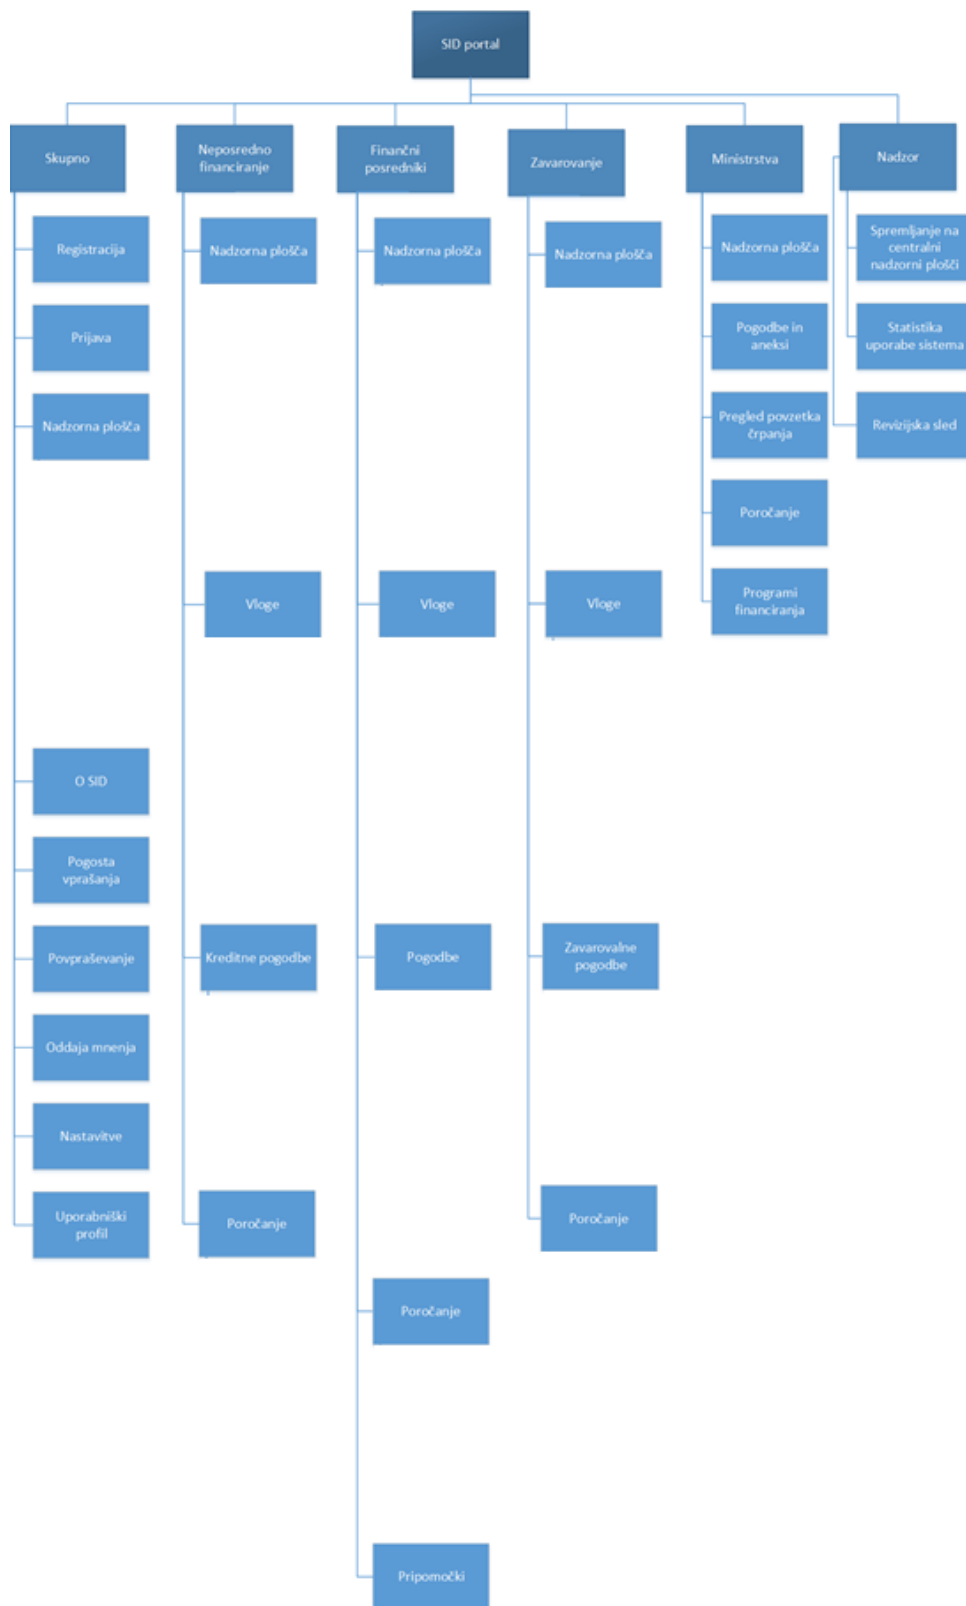 SID portal
Skupno
Neposredno
financiranje
Finančni
posredniki
Zavarovanje
Ministrstva
Nadzor
Registracija
Prijava
Nadzorna plošča
O SID
Pogosta
vprašanja
Povpraševanje
Oddaja mnenja
Nastavitve
Uporabniški
profil
Nadzorna plošča
Vloge
Kreditne pogodbe
Poročanje
Nadzorna plošča
Vloge
Pogodbe
Poročanje
Pripomočki
Nadzorna plošča
Vloge
Zavarovalne
pogodbe
Poročanje
Nadzorna plošča
Pogodbe in
aneksi
Pregled povzetka
črpanja
Poročanje
Programi
financiranja
Spremljanje na
centralni
nadzorni plošči
Statistika
uporabe sistema
Revizijska sled